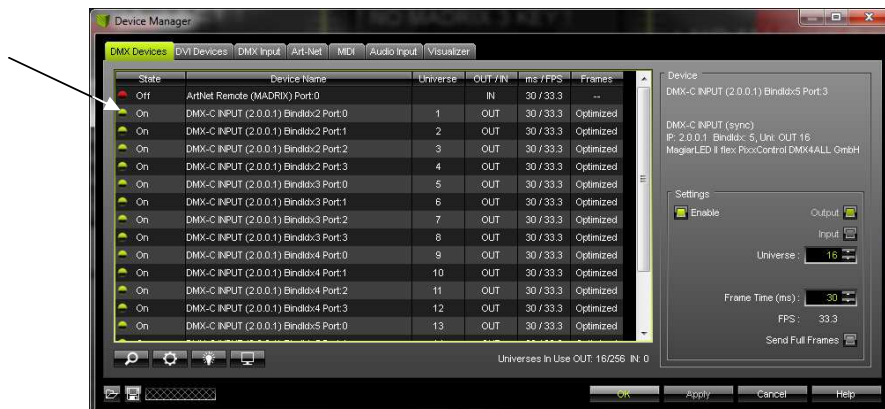 NO MADRIX 3 KEY !
Device Manager
DMX Devices DVI Devices DMX Input Art-Net MIDI Audio Input Visualizer
State Device Name Universe OUT / IN ms / FPS Frames
Off ArtNet Remote (MADRIX) Port:0 IN 30 / 33.3 --
On DMX-C INPUT (2.0.0.1) BindIdx2 Port:0 1 OUT 30 / 33.3 Optimized
On DMX-C INPUT (2.0.0.1) BindIdx2 Port:1 2 OUT 30 / 33.3 Optimized
On DMX-C INPUT (2.0.0.1) BindIdx2 Port:2 3 OUT 30 / 33.3 Optimized
On DMX-C INPUT (2.0.0.1) BindIdx2 Port:3 4 OUT 30 / 33.3 Optimized
On DMX-C INPUT (2.0.0.1) BindIdx3 Port:0 5 OUT 30 / 33.3 Optimized
On DMX-C INPUT (2.0.0.1) BindIdx3 Port:1 6 OUT 30 / 33.3 Optimized
On DMX-C INPUT (2.0.0.1) BindIdx3 Port:2 7 OUT 30 / 33.3 Optimized
On DMX-C INPUT (2.0.0.1) BindIdx3 Port:3 8 OUT 30 / 33.3 Optimized
On DMX-C INPUT (2.0.0.1) BindIdx4 Port:0 9 OUT 30 / 33.3 Optimized
On DMX-C INPUT (2.0.0.1) BindIdx4 Port:1 10 OUT 30 / 33.3 Optimized
On DMX-C INPUT (2.0.0.1) BindIdx4 Port:2 11 OUT 30 / 33.3 Optimized
On DMX-C INPUT (2.0.0.1) BindIdx4 Port:3 12 OUT 30 / 33.3 Optimized
On DMX-C INPUT (2.0.0.1) BindIdx5 Port:0 13 OUT 30 / 33.3 Optimized
Universes In Use OUT: 16/256 IN: 0
Device
DMX-C INPUT (2.0.0.1) BindIdx5 Port:3
DMX-C INPUT (sync)
IP: 2.0.0.1 BindIdx: 5, Uni: OUT 16
MagiarLED II flex PixxControl DMX4ALL GmbH
Settings
Enable Output
Input
Universe : 16
Frame Time (ms) : 30
FPS : 33.3
Send Full Frames
OK Apply Cancel Help